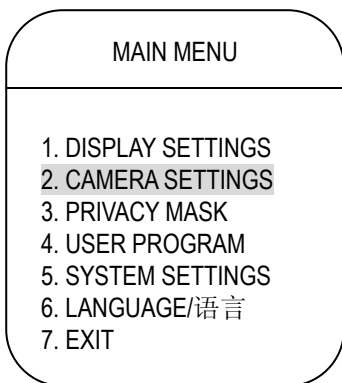 MAIN MENU
1. DISPLAY SETTINGS
2. CAMERA SETTINGS
3. PRIVACY MASK
4. USER PROGRAM
5. SYSTEM SETTINGS
6. LANGUAGE/语言
7. EXIT